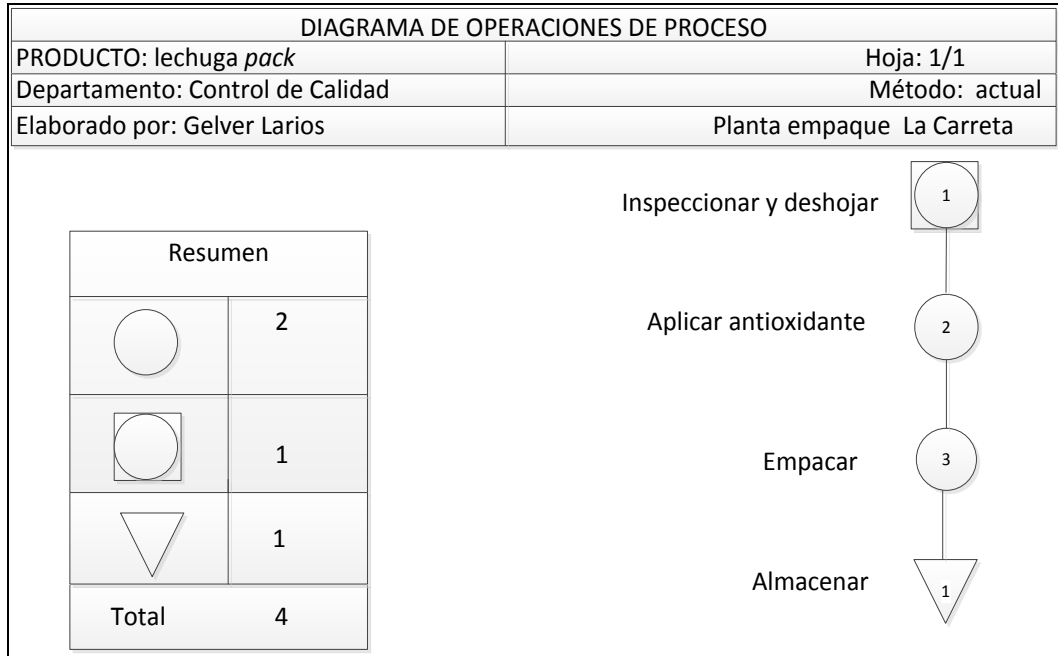 DIAGRAMA DE OPERACIONES DE PROCESO
PRODUCTO: lechuga pack
Hoja: 1/1
Departamento: Control de Calidad
Método: actual
Elaborado por: Gelver Larios
Planta empaque La Carreta
Inspeccionar y deshojar
1
Resumen
2
Aplicar antioxidante
2
1
Empacar
3
1
Almacenar
1
Total 4